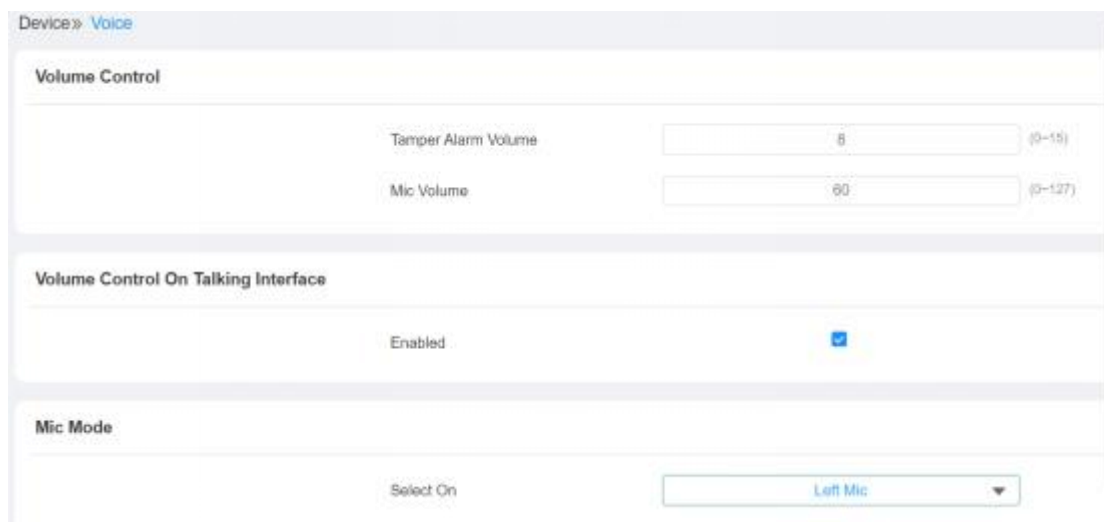 Device» Voice
Volume Control
Tamper Alarm Volume 8 (0~15)
Mic Volume 60 (0~127)
Volume Control On Talking Interface
Enabled
Mic Mode
Select On Left Mic